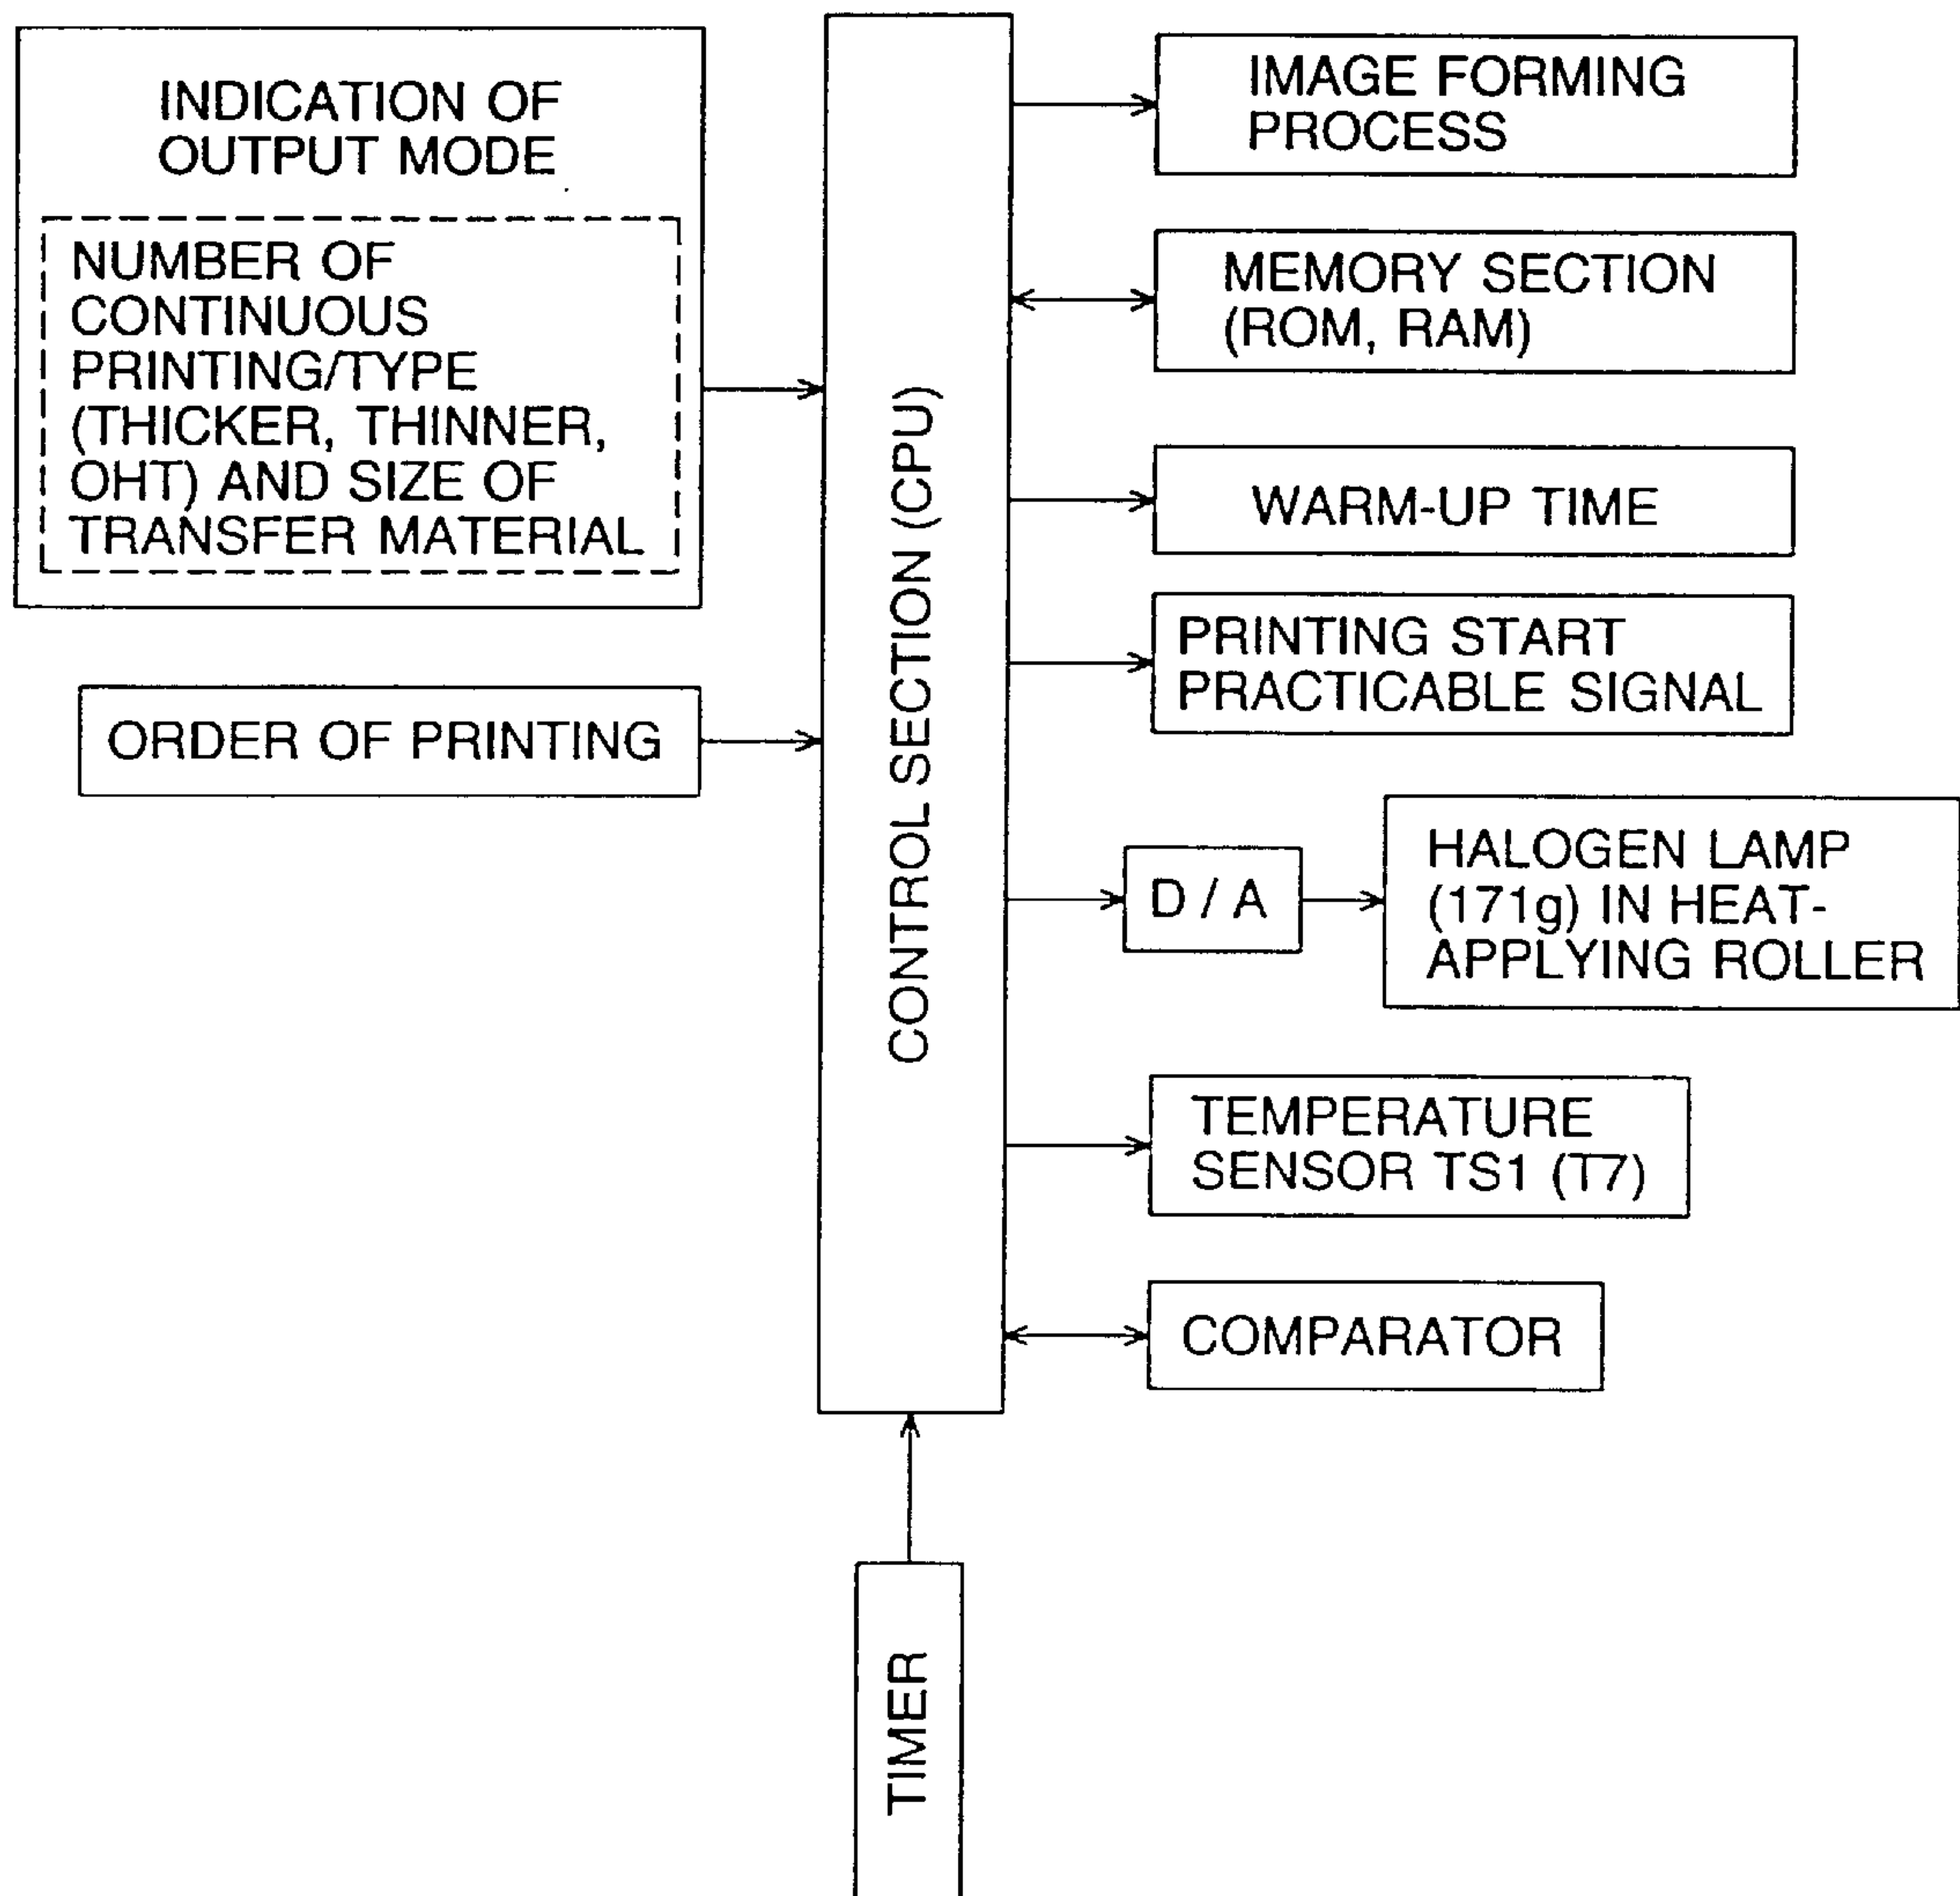 INDICATION OF
OUTPUT MODE
NUMBER OF
CONTINUOUS
PRINTING/TYPE
(THICKER, THINNER,
OHT) AND SIZE OF
TRANSFER MATERIAL
ORDER OF PRINTING
CONTROL SECTION (CPU)
IMAGE FORMING
PROCESS
MEMORY SECTION
(ROM, RAM)
WARM-UP TIME
PRINTING START
PRACTICABLE SIGNAL
D / A
HALOGEN LAMP
(171g) IN HEAT-
APPLYING ROLLER
TEMPERATURE
SENSOR TS1 (T7)
COMPARATOR
TIMER